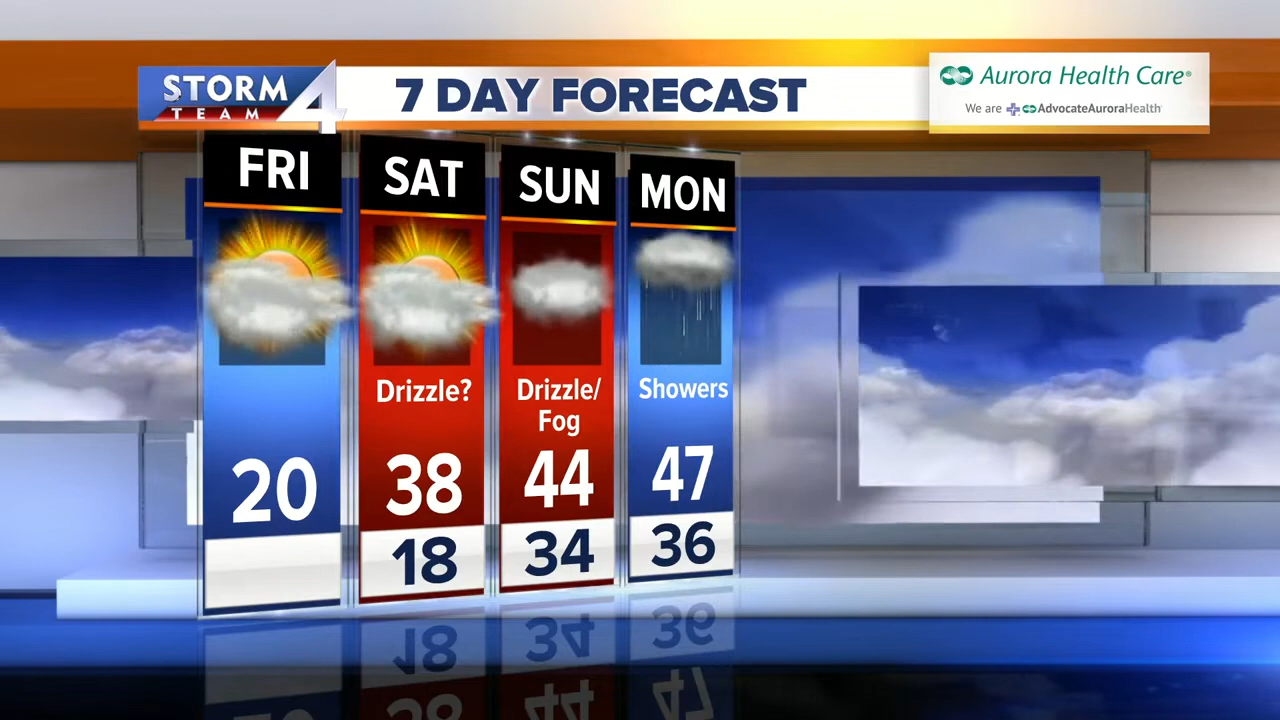 STORM
TEAM
4
7 DAY FORECAST
Aurora Health Care®
We are AdvocateAuroraHealth
FRI
SAT
SUN
MON
Drizzle?
Drizzle/
Fog
Showers
20
38
44
47
18
34
36